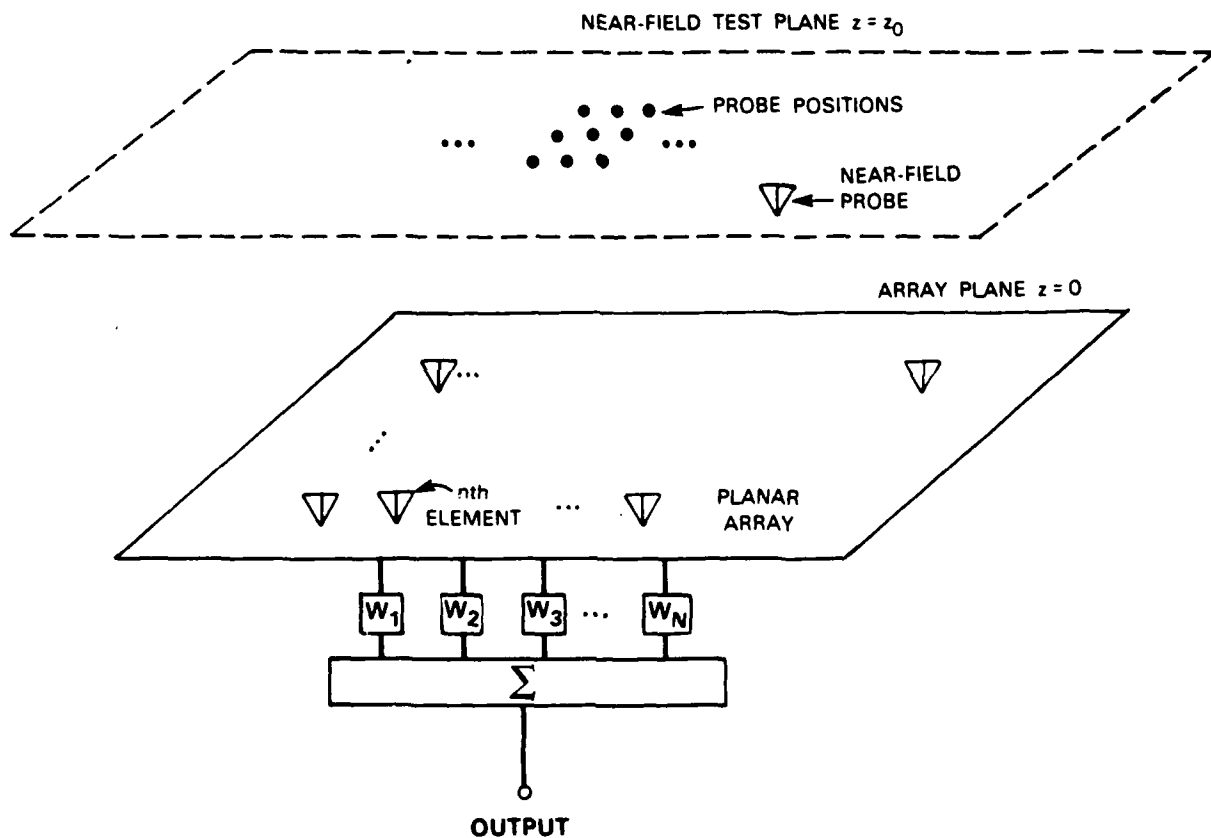 NEAR-FIELD TEST PLANE z = z₀
PROBE POSITIONS
...
...
NEAR-FIELD
PROBE
ARRAY PLANE z = 0
...
...
nth
ELEMENT
...
PLANAR
ARRAY
W₁ W₂ W₃ ... W_N
Σ
OUTPUT